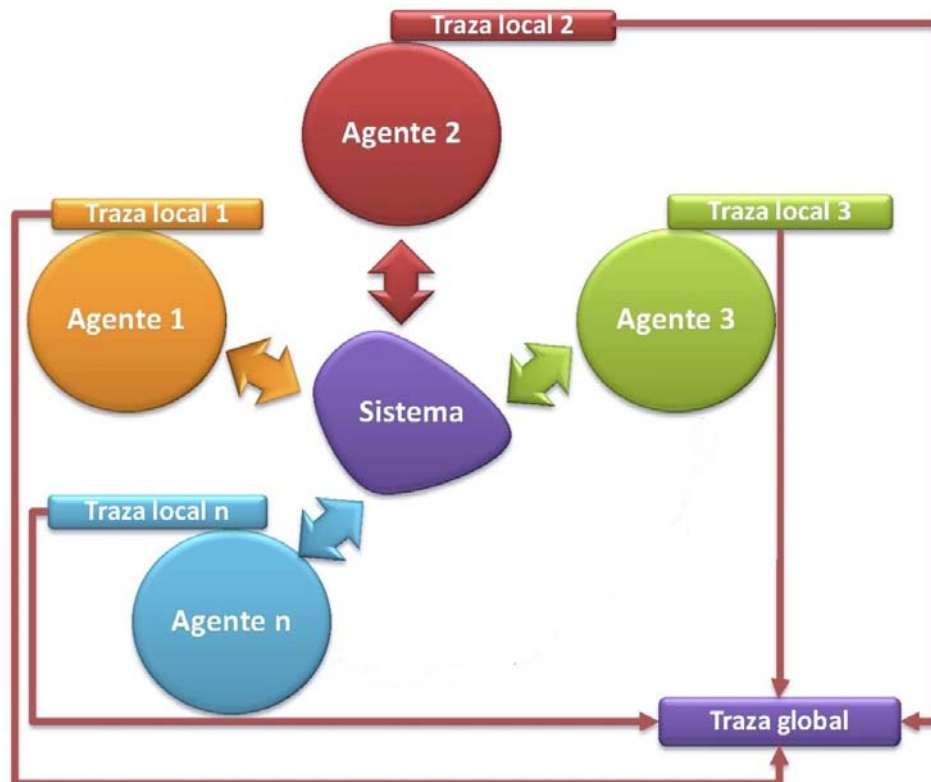 Traza local 2
Agente 2
Traza local 1
Traza local 3
Agente 1
Agente 3
Sistema
Traza local n
Agente n
Traza global